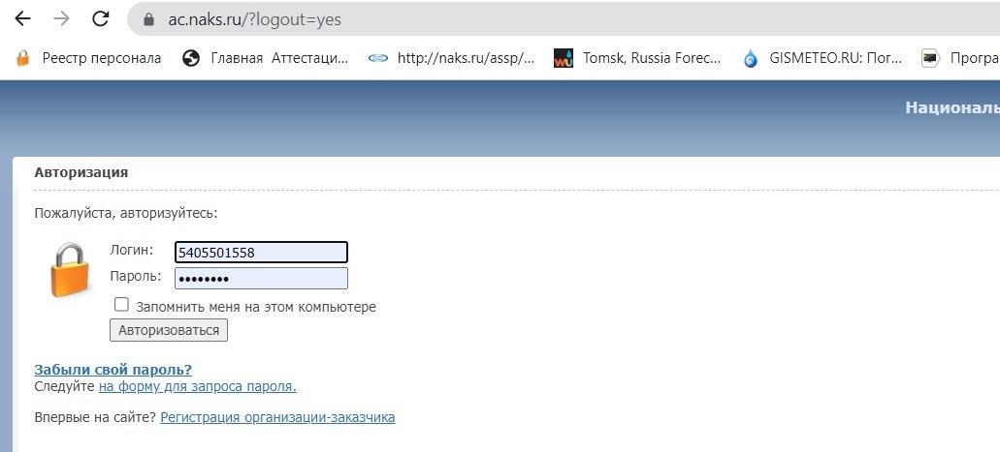 ac.naks.ru/?logout=yes
Реестр персонала Главная Аттестаци... http://naks.ru/assp/... Tomsk, Russia Forec... GISMETEO.RU: Пог... Програ
Националь
Авторизация
Пожалуйста, авторизуйтесь:
Логин: 5405501558
Пароль: ••••••••
Запомнить меня на этом компьютере
Авторизоваться
Забыли свой пароль?
Следуйте на форму для запроса пароля.
Впервые на сайте? Регистрация организации-заказчика